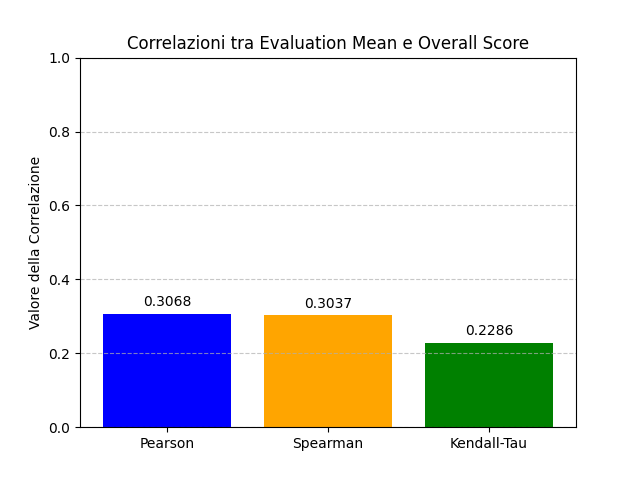 Correlazioni tra Evaluation Mean e Overall Score
Valore della Correlazione
1.0
0.8
0.6
0.4
0.2
0.0
0.3068
0.3037
0.2286
Pearson
Spearman
Kendall-Tau